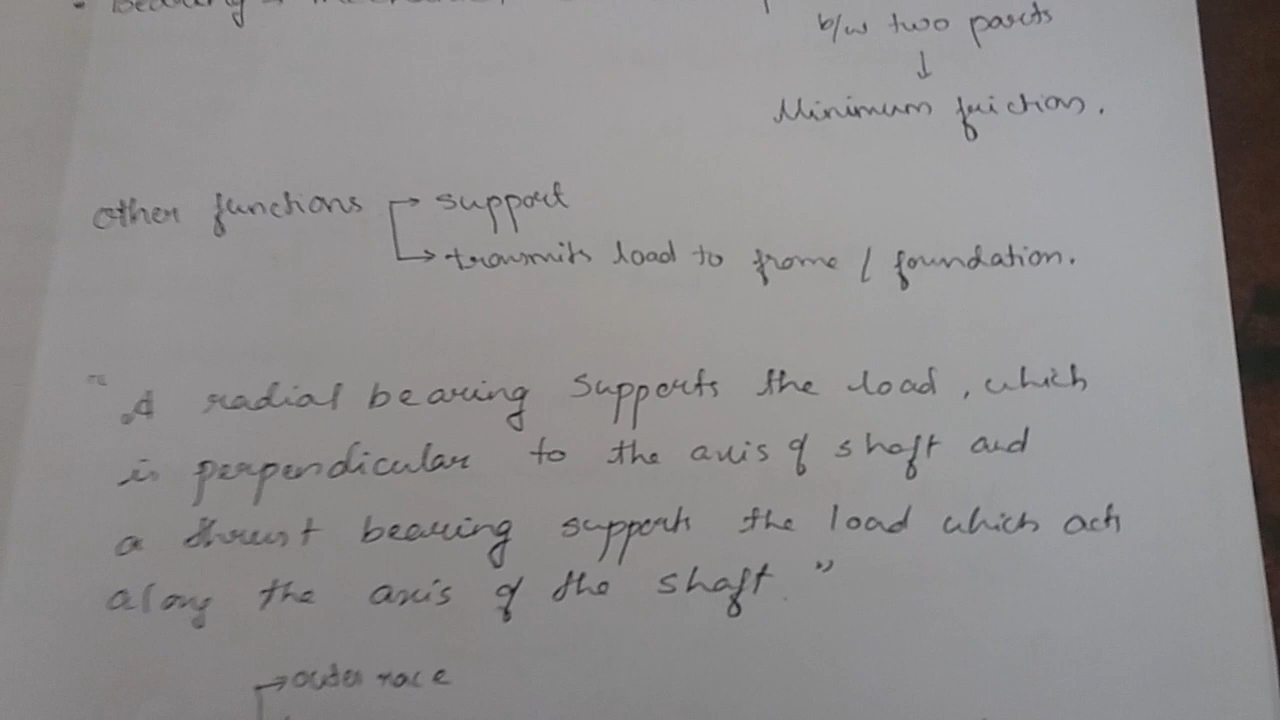 • Bearing
b/w two parts
↓
Minimum friction.
other functions → support
→ transmits load to frame / foundation.
"A radial bearing supports the load, which
is perpendicular to the axis of shaft and
a thrust bearing supports the load which acts
along the axis of the shaft."
→ outer race